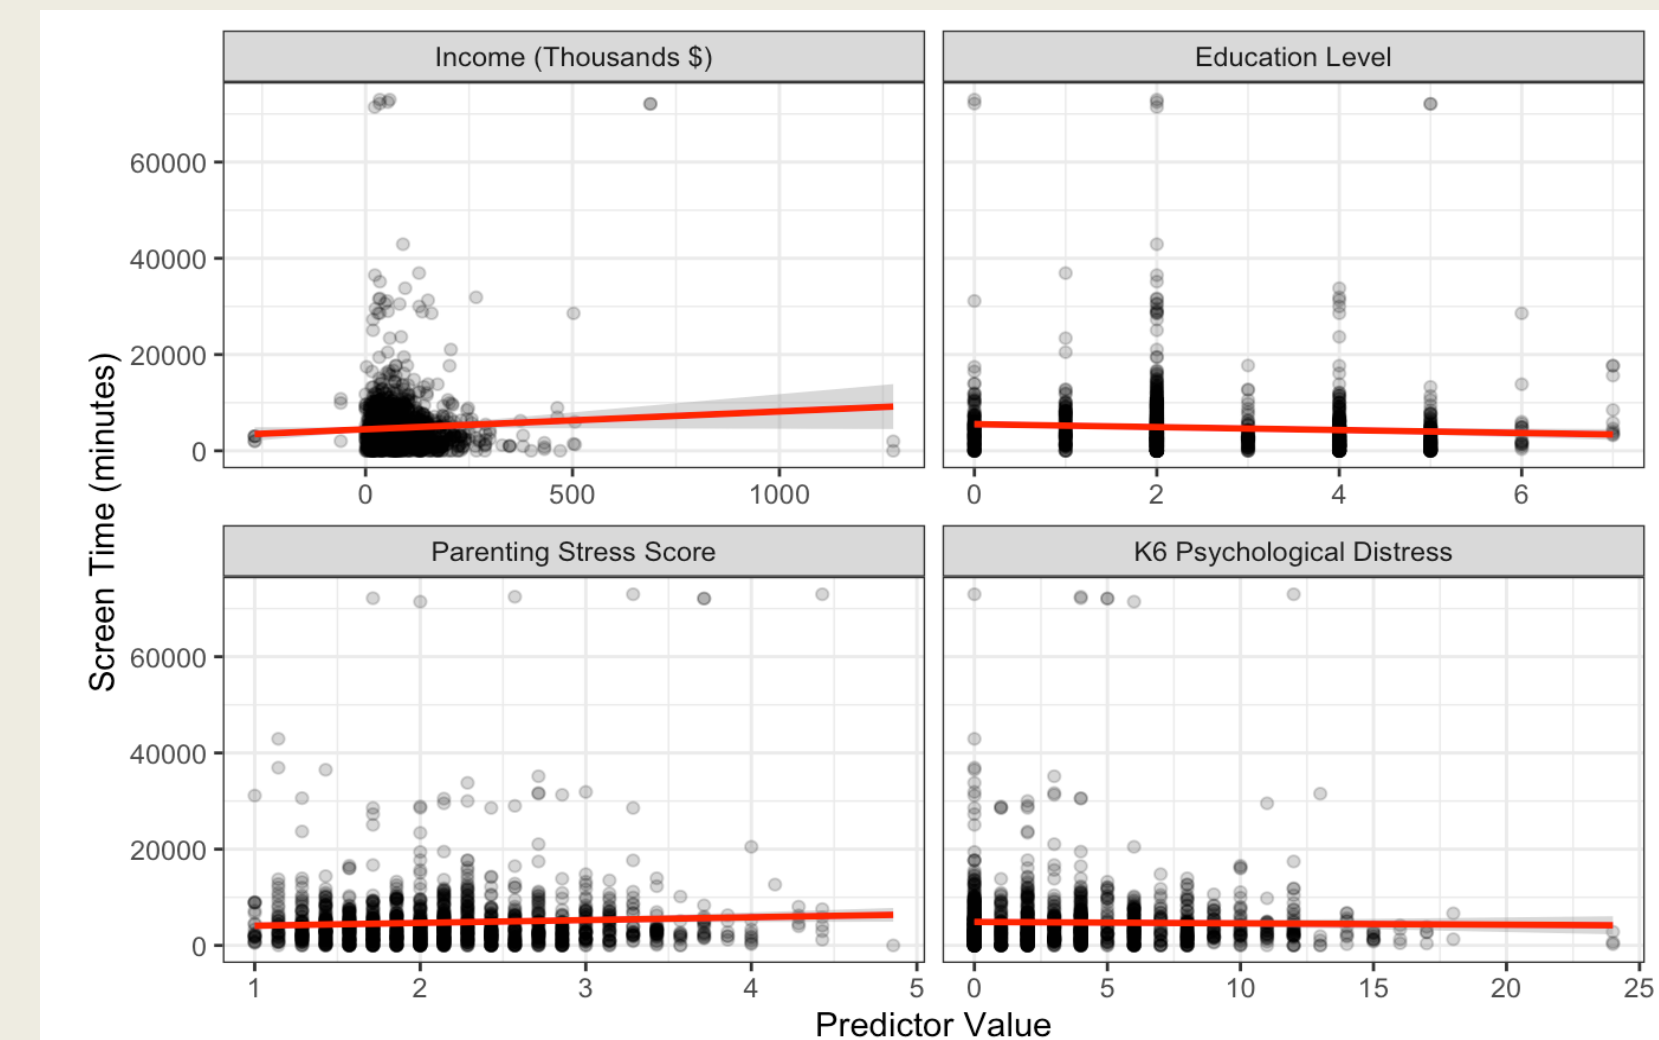 Income (Thousands $)
Education Level
60000
40000
20000
0
0 500 1000
0 2 4 6
Screen Time (minutes)
Parenting Stress Score
K6 Psychological Distress
60000
40000
20000
0
1 2 3 4 5
0 5 10 15 20 25
Predictor Value